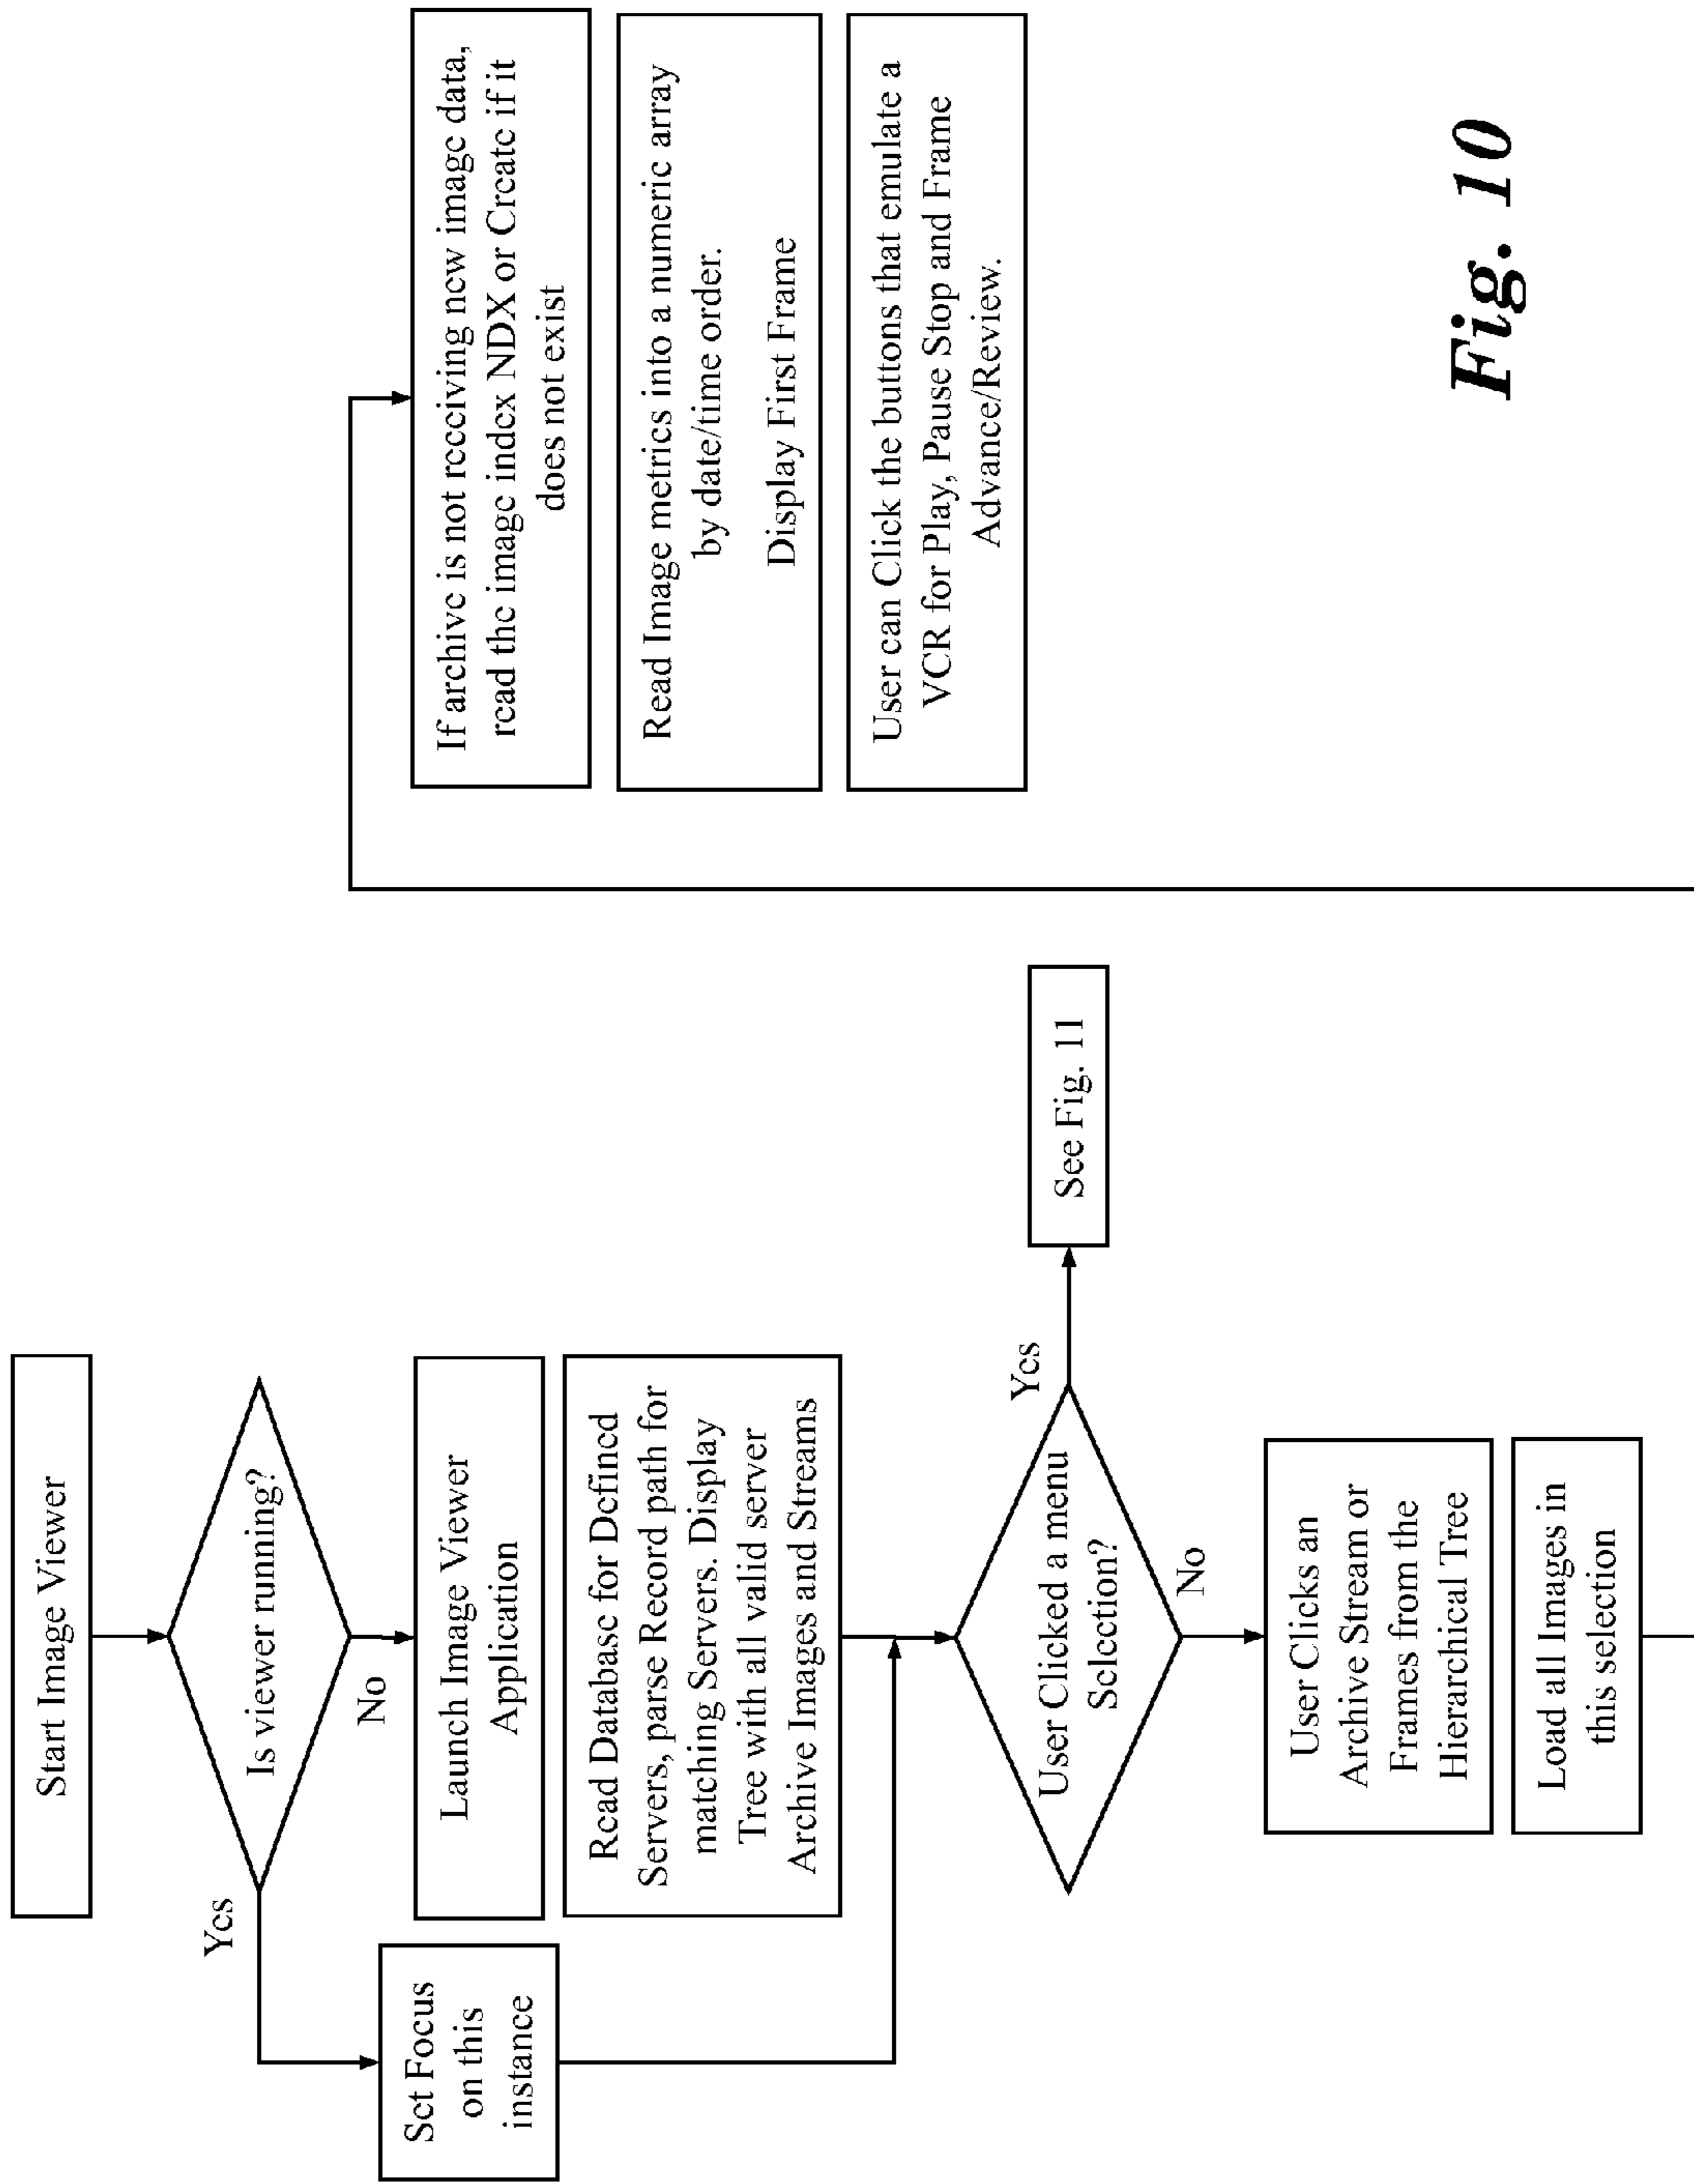 Start Image Viewer
Is viewer running?
Yes
No
Set Focus
on this
instance
Launch Image Viewer
Application
Read Database for Defined
Servers, parse Record path for
matching Servers. Display
Tree with all valid server
Archive Images and Streams
User Clicked a menu
Selection?
Yes
See Fig. 11
No
User Clicks an
Archive Stream or
Frames from the
Hierarchical Tree
Load all Images in
this selection
If archive is not receiving new image data,
read the image index NDX or Create if it
does not exist
Read Image metrics into a numeric array
by date/time order.
Display First Frame
User can Click the buttons that emulate a
VCR for Play, Pause Stop and Frame
Advance/Review.
Fig. 10